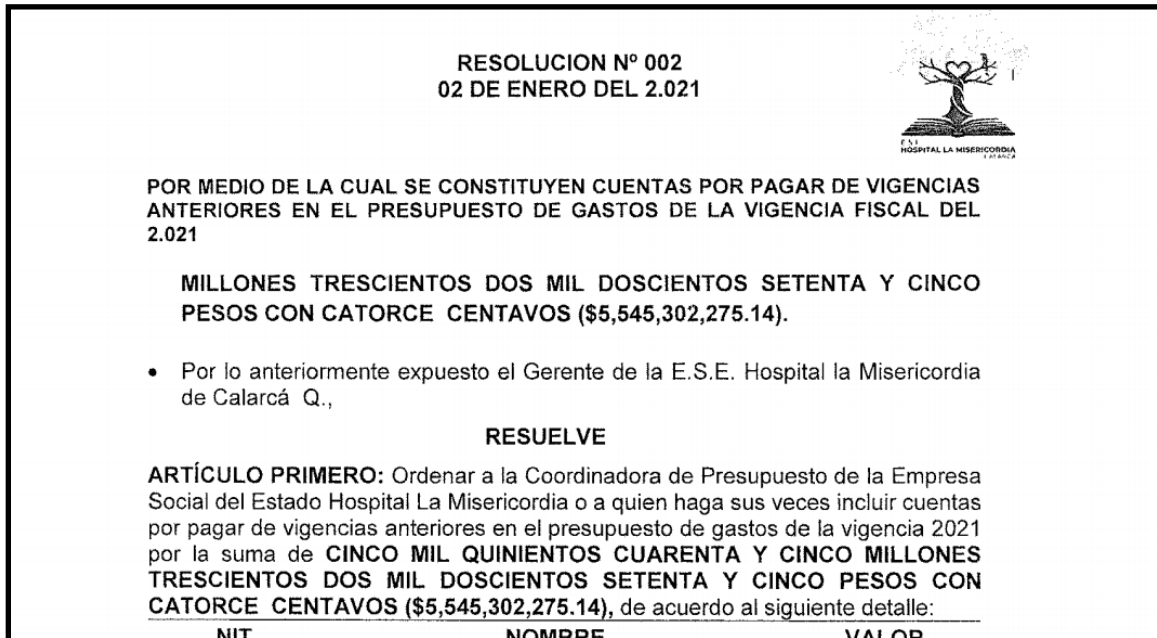 RESOLUCION Nº 002
02 DE ENERO DEL 2.021
E.S.E
HOSPITAL LA MISERICORDIA
CALARCÁ
POR MEDIO DE LA CUAL SE CONSTITUYEN CUENTAS POR PAGAR DE VIGENCIAS
ANTERIORES EN EL PRESUPUESTO DE GASTOS DE LA VIGENCIA FISCAL DEL
2.021
MILLONES TRESCIENTOS DOS MIL DOSCIENTOS SETENTA Y CINCO
PESOS CON CATORCE CENTAVOS ($5,545,302,275.14).
• Por lo anteriormente expuesto el Gerente de la E.S.E. Hospital la Misericordia
de Calarcá Q.,
RESUELVE
ARTÍCULO PRIMERO: Ordenar a la Coordinadora de Presupuesto de la Empresa
Social del Estado Hospital La Misericordia o a quien haga sus veces incluir cuentas
por pagar de vigencias anteriores en el presupuesto de gastos de la vigencia 2021
por la suma de CINCO MIL QUINIENTOS CUARENTA Y CINCO MILLONES
TRESCIENTOS DOS MIL DOSCIENTOS SETENTA Y CINCO PESOS CON
CATORCE CENTAVOS ($5,545,302,275.14), de acuerdo al siguiente detalle:
NIT NOMBRE VALOR